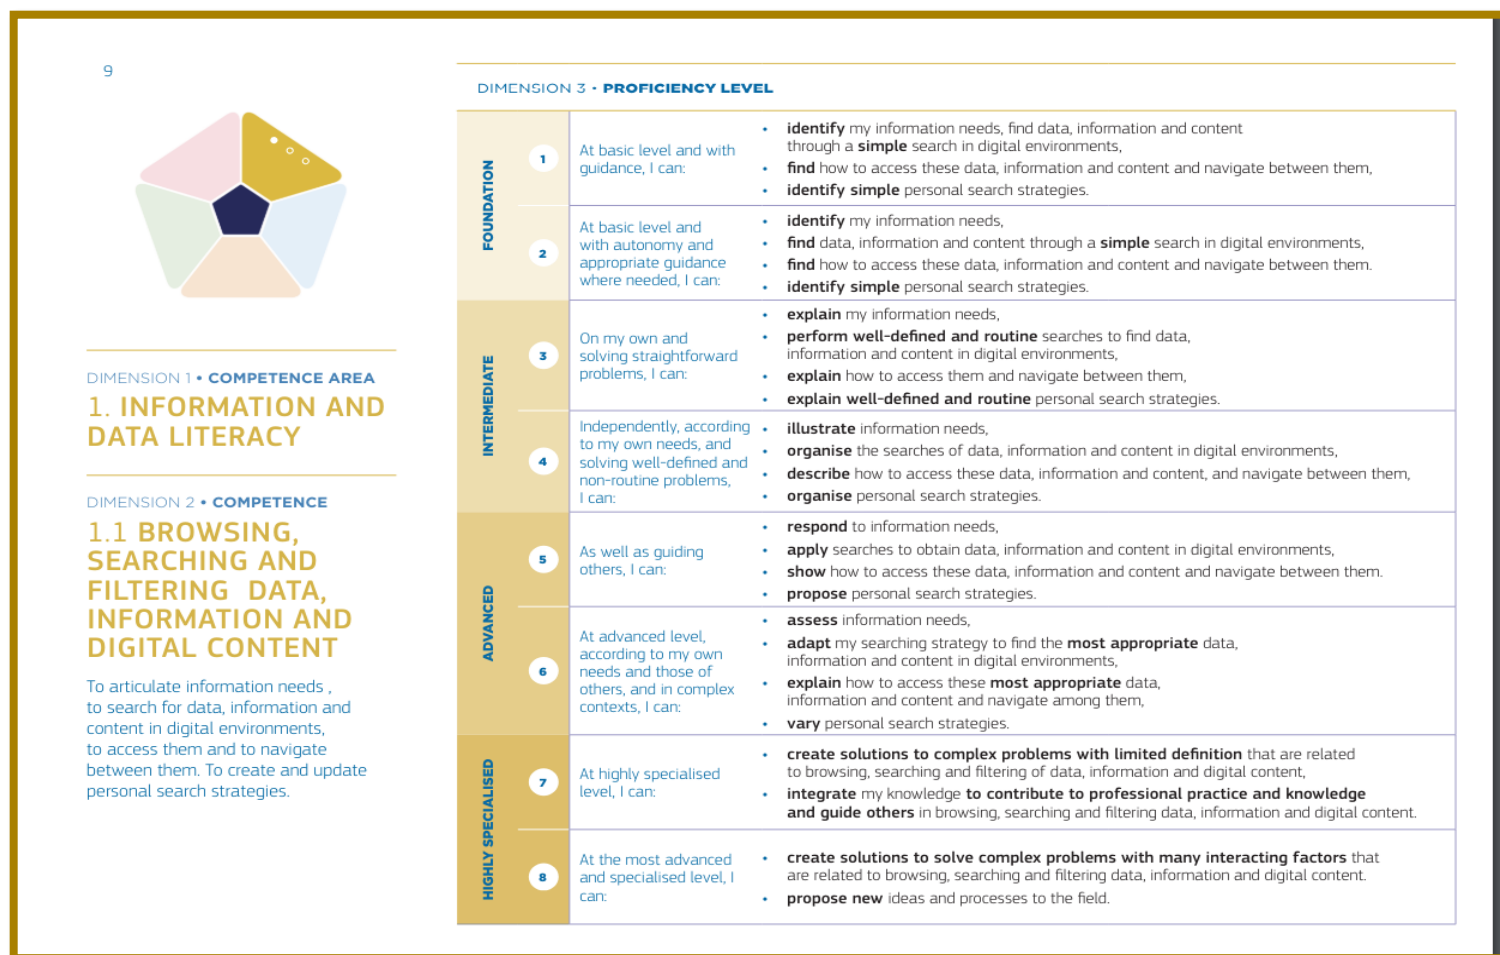 9
DIMENSION 1 • COMPETENCE AREA
1. INFORMATION AND
DATA LITERACY
DIMENSION 2 • COMPETENCE
1.1 BROWSING,
SEARCHING AND
FILTERING DATA,
INFORMATION AND
DIGITAL CONTENT
To articulate information needs ,
to search for data, information and
content in digital environments,
to access them and to navigate
between them. To create and update
personal search strategies.
DIMENSION 3 • PROFICIENCY LEVEL
FOUNDATION
1
At basic level and with
guidance, I can:
• identify my information needs, find data, information and content
through a simple search in digital environments,
• find how to access these data, information and content and navigate between them,
• identify simple personal search strategies.
2
At basic level and
with autonomy and
appropriate guidance
where needed, I can:
• identify my information needs,
• find data, information and content through a simple search in digital environments,
• find how to access these data, information and content and navigate between them.
• identify simple personal search strategies.
INTERMEDIATE
3
On my own and
solving straightforward
problems, I can:
• explain my information needs,
• perform well-defined and routine searches to find data,
information and content in digital environments,
• explain how to access them and navigate between them,
• explain well-defined and routine personal search strategies.
4
Independently, according
to my own needs, and
solving well-defined and
non-routine problems,
I can:
• illustrate information needs,
• organise the searches of data, information and content in digital environments,
• describe how to access these data, information and content, and navigate between them,
• organise personal search strategies.
ADVANCED
5
As well as guiding
others, I can:
• respond to information needs,
• apply searches to obtain data, information and content in digital environments,
• show how to access these data, information and content and navigate between them.
• propose personal search strategies.
6
At advanced level,
according to my own
needs and those of
others, and in complex
contexts, I can:
• assess information needs,
• adapt my searching strategy to find the most appropriate data,
information and content in digital environments,
• explain how to access these most appropriate data,
information and content and navigate among them,
• vary personal search strategies.
HIGHLY SPECIALISED
7
At highly specialised
level, I can:
• create solutions to complex problems with limited definition that are related
to browsing, searching and filtering of data, information and digital content,
• integrate my knowledge to contribute to professional practice and knowledge
and guide others in browsing, searching and filtering data, information and digital content.
8
At the most advanced
and specialised level, I
can:
• create solutions to solve complex problems with many interacting factors that
are related to browsing, searching and filtering data, information and digital content.
• propose new ideas and processes to the field.